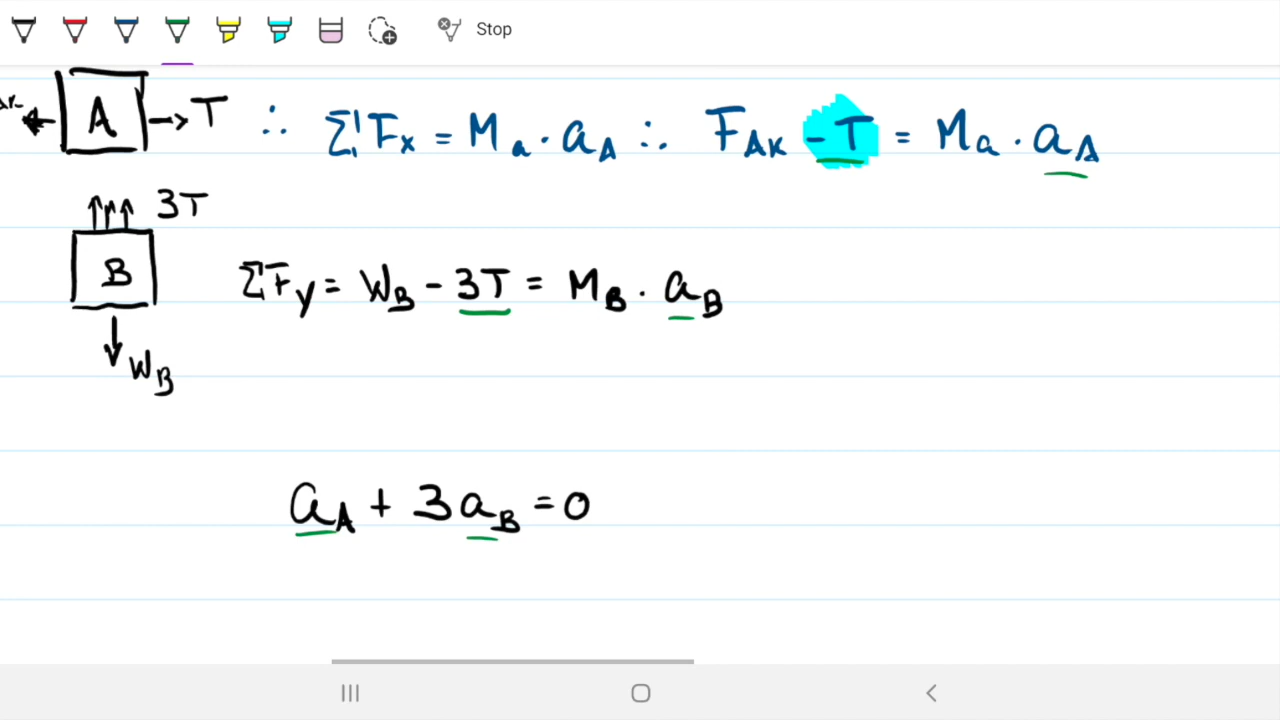 Stop
A T ∴ ΣFx = Ma · aA ∴ FAK - T = Ma · aA
3T
B ΣFy = WB - 3T = MB · aB
WB
aA + 3aB = 0